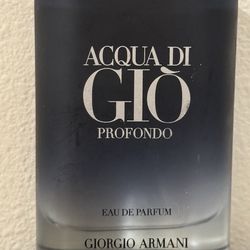 ACQUA DI
GIÒ
PROFONDO
EAU DE PARFUM
GIORGIO ARMANI